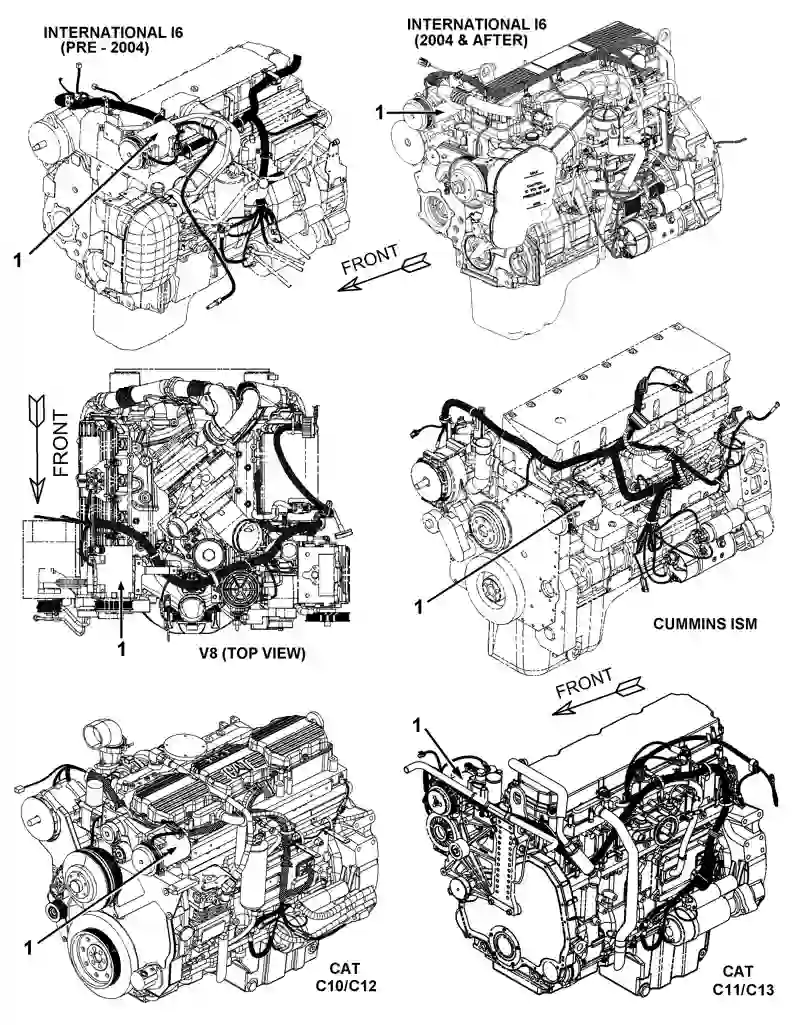 INTERNATIONAL I6
(PRE - 2004)
INTERNATIONAL I6
(2004 & AFTER)
1
1
FRONT
FRONT
1
V8 (TOP VIEW)
1
CUMMINS ISM
FRONT
1
1
CAT
C10/C12
CAT
C11/C13